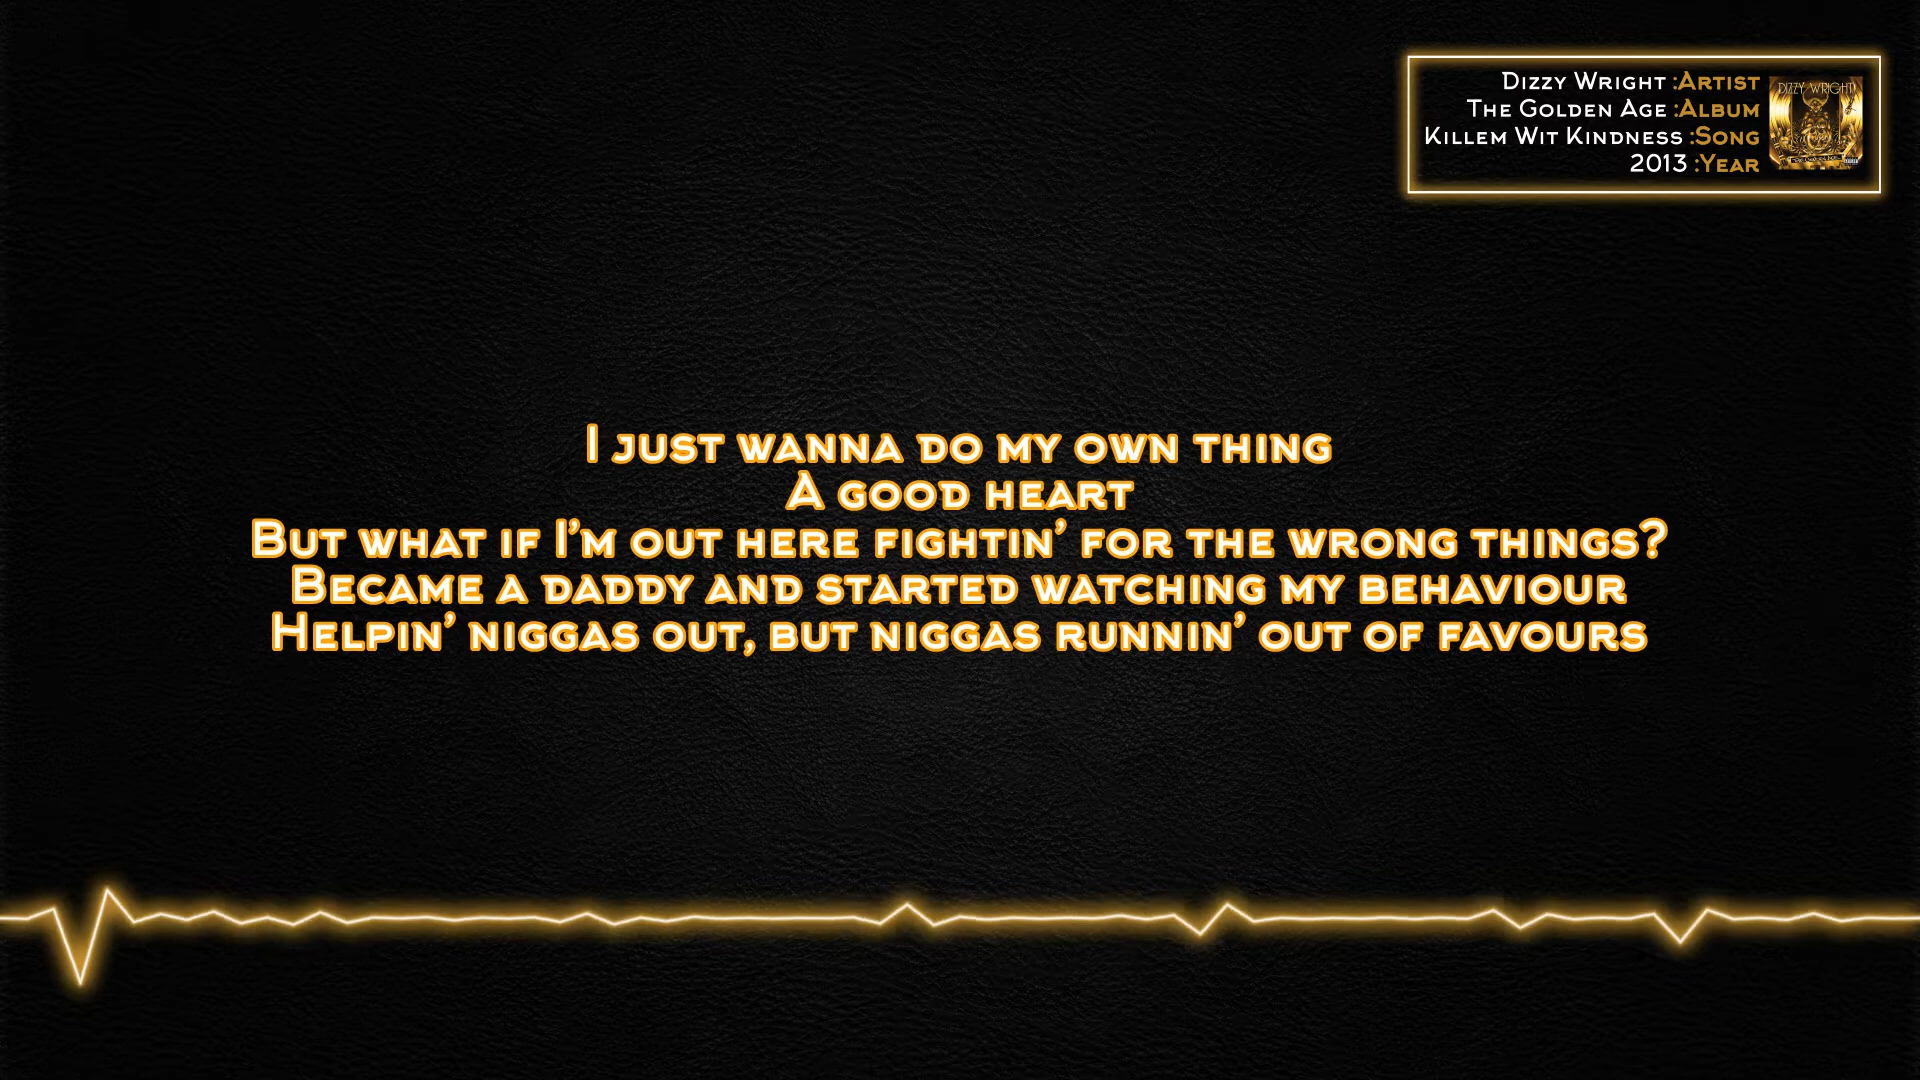 Dizzy Wright :Artist
The Golden Age :Album
Killem Wit Kindness :Song
2013 :Year
DIZZY WRIGHT
I just wanna do my own thing
A good heart
But what if I’m out here fightin’ for the wrong things?
Became a daddy and started watching my behaviour
Helpin’ niggas out, but niggas runnin’ out of favours